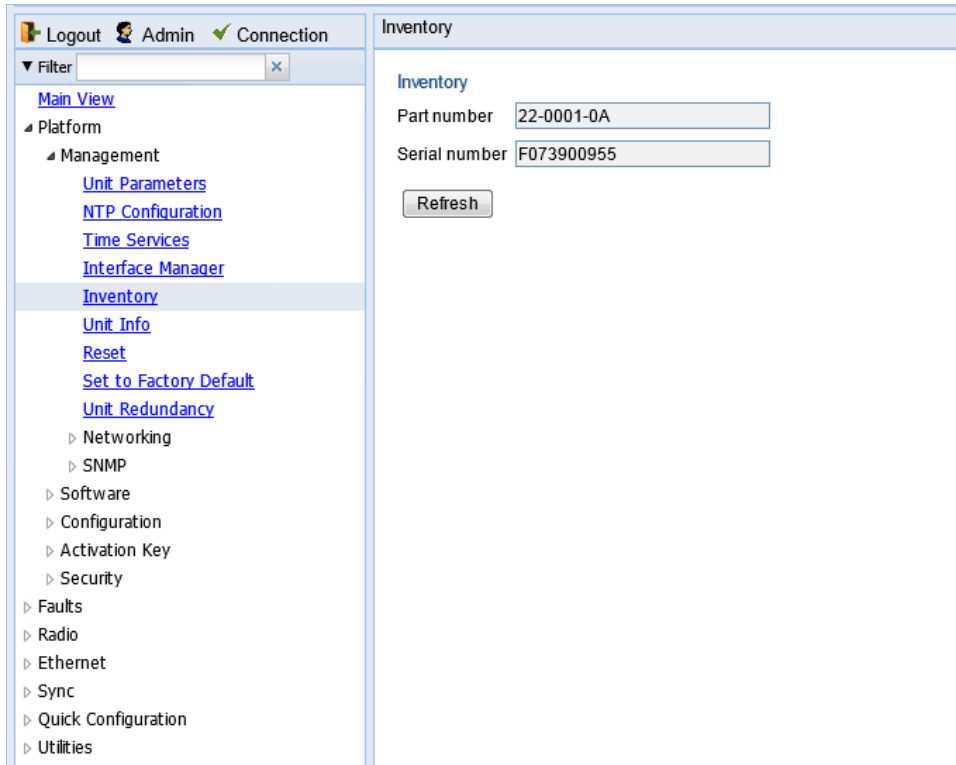 Logout Admin Connection
Filter
Main View
Platform
Management
Unit Parameters
NTP Configuration
Time Services
Interface Manager
Inventory
Unit Info
Reset
Set to Factory Default
Unit Redundancy
Networking
SNMP
Software
Configuration
Activation Key
Security
Faults
Radio
Ethernet
Sync
Quick Configuration
Utilities
Inventory
Inventory
Part number 22-0001-0A
Serial number F073900955
Refresh